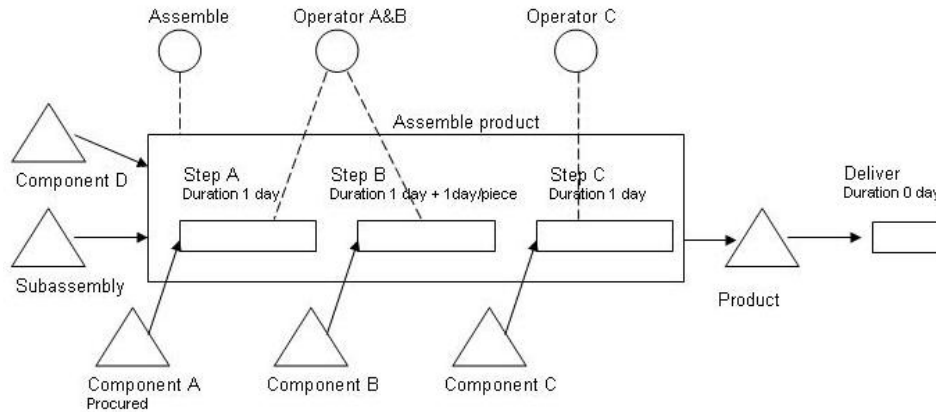 Assemble
Operator A&B
Operator C
Assemble product
Component D
Step A
Duration 1 day
Step B
Duration 1 day + 1day/piece
Step C
Duration 1 day
Deliver
Duration 0 day
Subassembly
Product
Component A
Procured
Component B
Component C